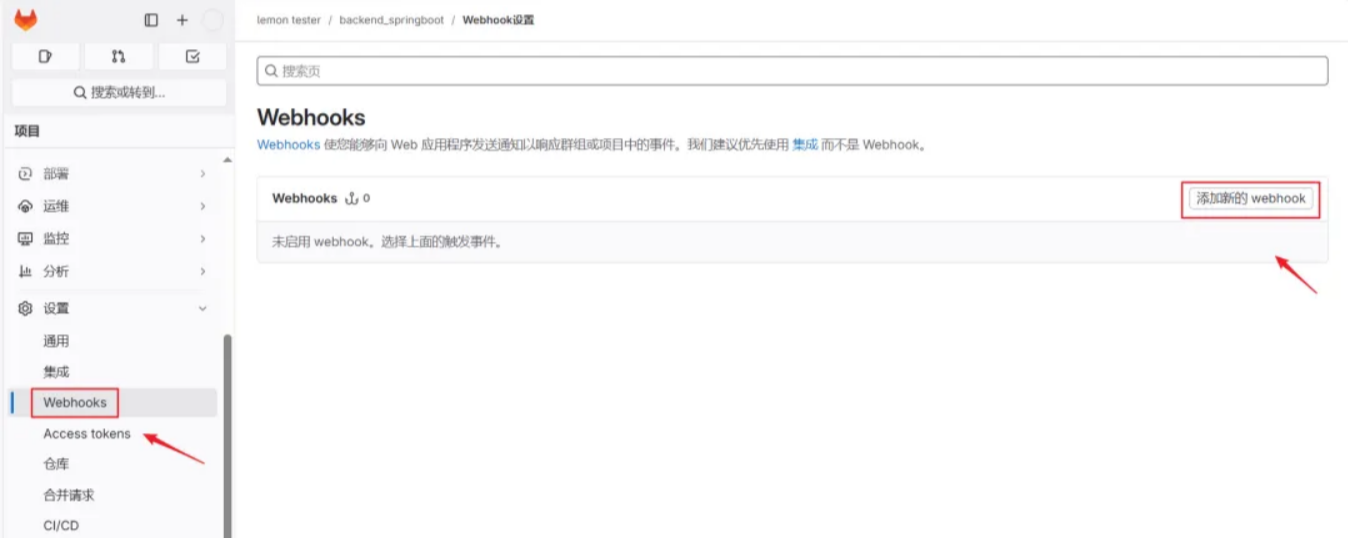 lemon tester / backend_springboot / Webhook设置
搜索或转到...
项目
部署
运维
监控
分析
设置
通用
集成
Webhooks
Access tokens
仓库
合并请求
CI/CD
搜索页
Webhooks
Webhooks 使您能够向 Web 应用程序发送通知以响应群组或项目中的事件。我们建议优先使用 集成 而不是 Webhook。
Webhooks 0
添加新的 webhook
未启用 webhook。选择上面的触发事件。